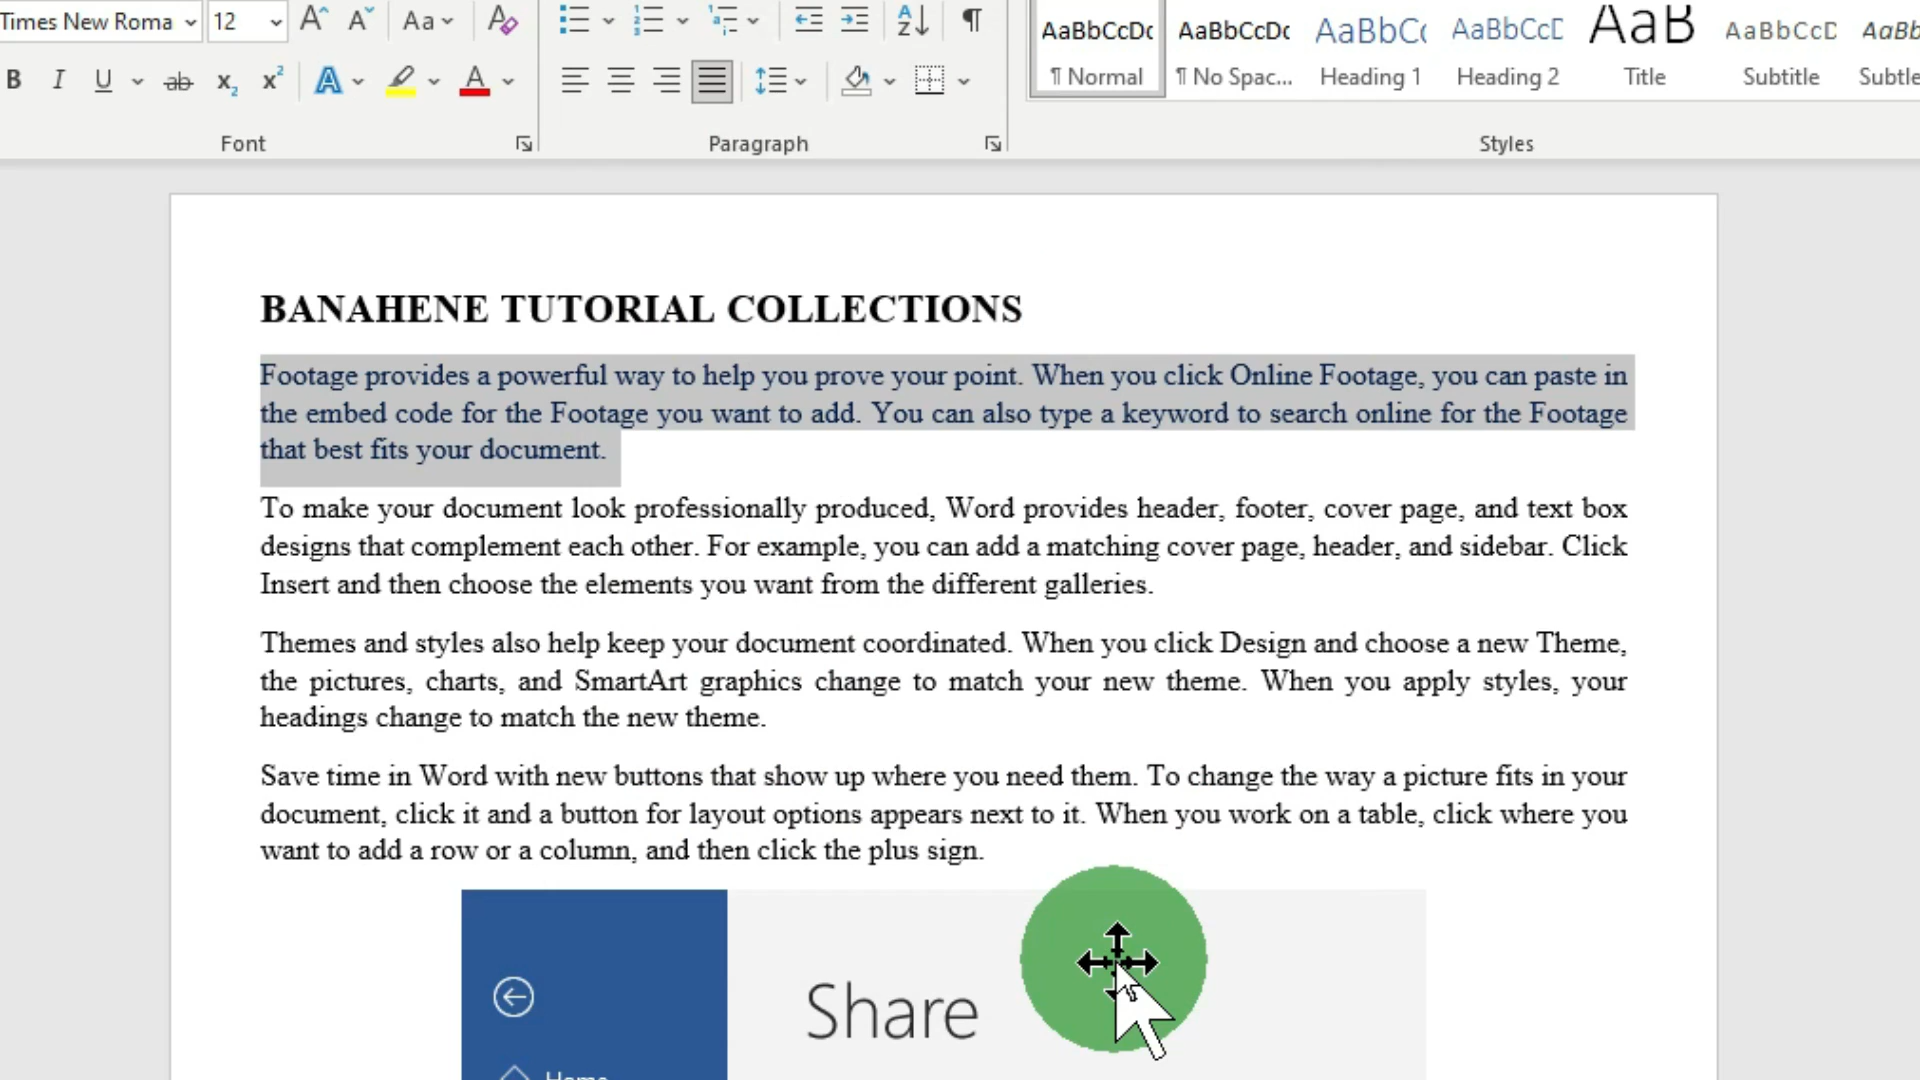 Times New Roma 12 Aa
AaBbCcDc AaBbCcDc AaBbC AaBbCcD AaB AaBbCcD AaBb
¶ Normal ¶ No Spac... Heading 1 Heading 2 Title Subtitle Subtle
B I U ab x₂ x² A A
Font Paragraph Styles
BANAHENE TUTORIAL COLLECTIONS
Footage provides a powerful way to help you prove your point. When you click Online Footage, you can paste in
the embed code for the Footage you want to add. You can also type a keyword to search online for the Footage
that best fits your document.
To make your document look professionally produced, Word provides header, footer, cover page, and text box
designs that complement each other. For example, you can add a matching cover page, header, and sidebar. Click
Insert and then choose the elements you want from the different galleries.
Themes and styles also help keep your document coordinated. When you click Design and choose a new Theme,
the pictures, charts, and SmartArt graphics change to match your new theme. When you apply styles, your
headings change to match the new theme.
Save time in Word with new buttons that show up where you need them. To change the way a picture fits in your
document, click it and a button for layout options appears next to it. When you work on a table, click where you
want to add a row or a column, and then click the plus sign.
Share
Home